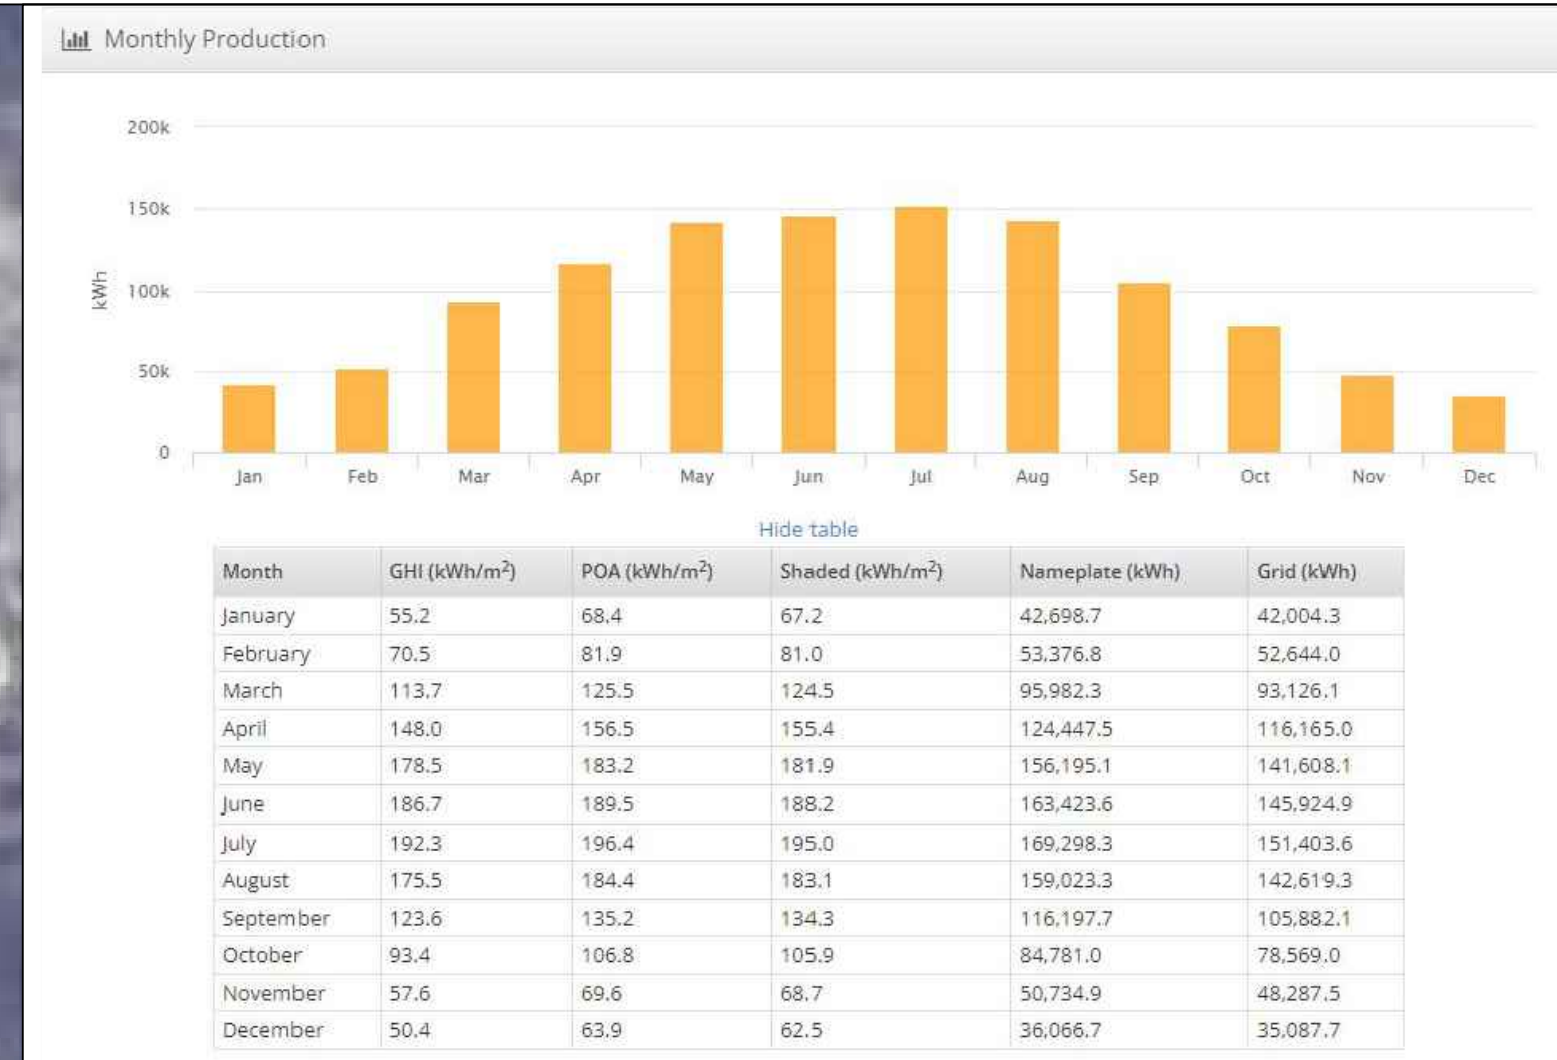 Monthly Production
200k
150k
100k
50k
0
kWh
Jan Feb Mar Apr May Jun Jul Aug Sep Oct Nov Dec
Hide table
Month GHI (kWh/m²) POA (kWh/m²) Shaded (kWh/m²) Nameplate (kWh) Grid (kWh)
January 55.2 68.4 67.2 42,698.7 42,004.3
February 70.5 81.9 81.0 53,376.8 52,644.0
March 113.7 125.5 124.5 95,982.3 93,126.1
April 148.0 156.5 155.4 124,447.5 116,165.0
May 178.5 183.2 181.9 156,195.1 141,608.1
June 186.7 189.5 188.2 163,423.6 145,924.9
July 192.3 196.4 195.0 169,298.3 151,403.6
August 175.5 184.4 183.1 159,023.3 142,619.3
September 123.6 135.2 134.3 116,197.7 105,882.1
October 93.4 106.8 105.9 84,781.0 78,569.0
November 57.6 69.6 68.7 50,734.9 48,287.5
December 50.4 63.9 62.5 36,066.7 35,087.7